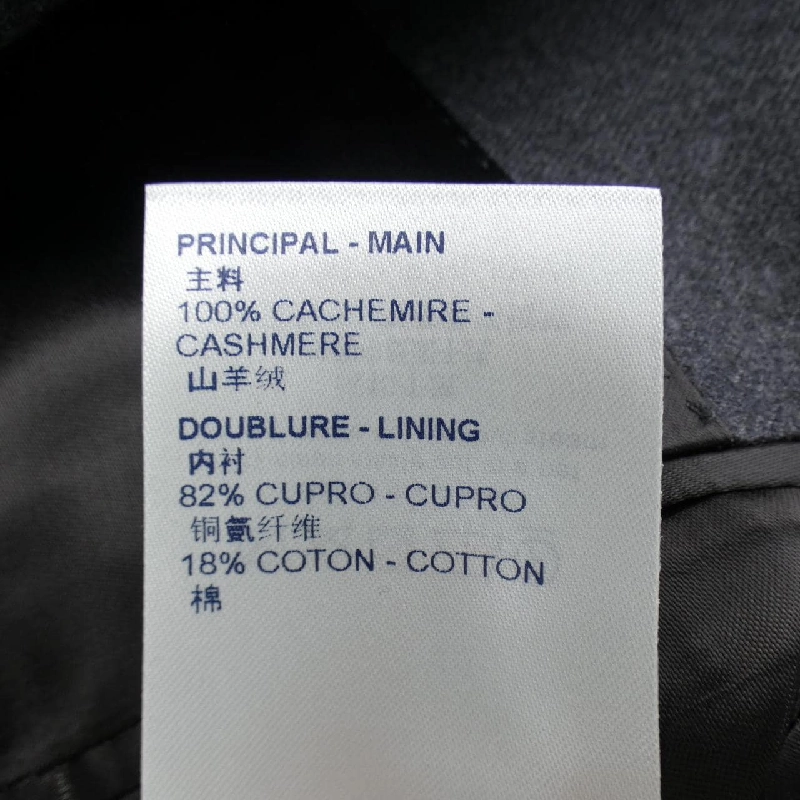 PRINCIPAL - MAIN
主料
100% CACHEMIRE -
CASHMERE
山羊绒
DOUBLURE - LINING
内衬
82% CUPRO - CUPRO
铜氨纤维
18% COTON - COTTON
棉